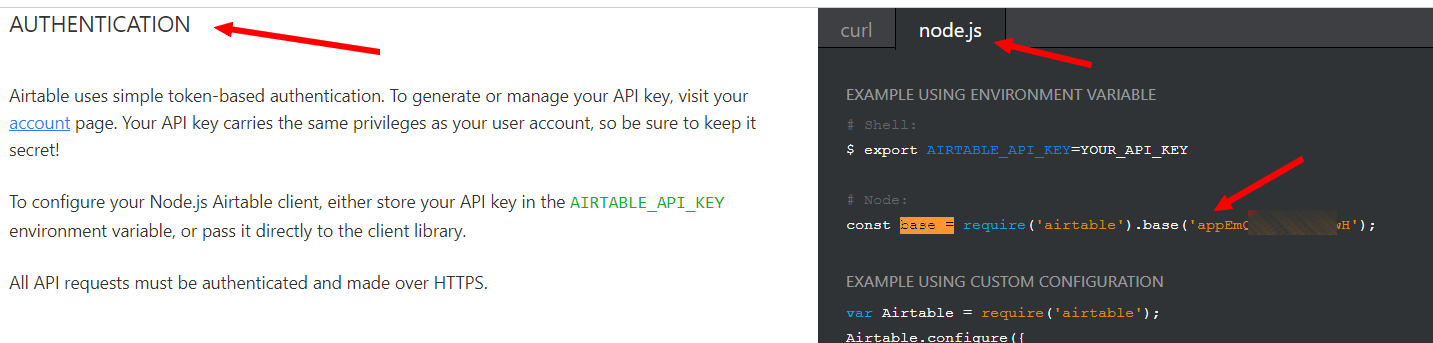 AUTHENTICATION
Airtable uses simple token-based authentication. To generate or manage your API key, visit your
account page. Your API key carries the same privileges as your user account, so be sure to keep it
secret!
To configure your Node.js Airtable client, either store your API key in the AIRTABLE_API_KEY
environment variable, or pass it directly to the client library.
All API requests must be authenticated and made over HTTPS.
curl node.js
EXAMPLE USING ENVIRONMENT VARIABLE
# Shell:
$ export AIRTABLE_API_KEY=YOUR_API_KEY
# Node:
const base = require('airtable').base('appEm wH');
EXAMPLE USING CUSTOM CONFIGURATION
var Airtable = require('airtable');
Airtable.configure({